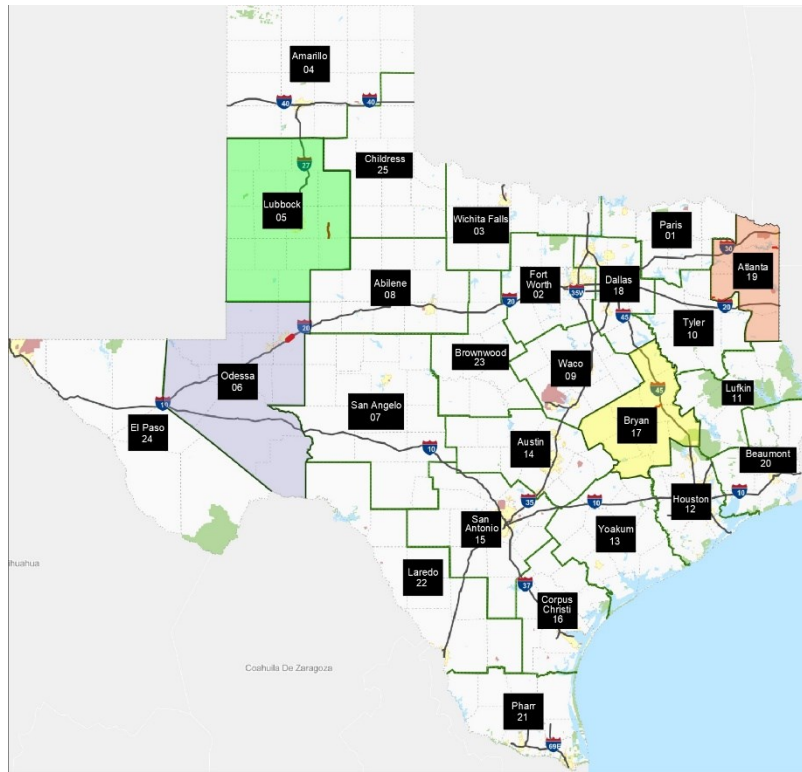 Amarillo
04
40
40
27
Childress
25
Lubbock
05
Wichita Falls
03
Paris
01
30
Atlanta
19
Fort
Worth
02
Dallas
18
Abilene
08
20
35W
20
20
45
Tyler
10
Odessa
06
Brownwood
23
Waco
09
45
Lufkin
11
San Angelo
07
El Paso
24
10
Bryan
17
Austin
14
10
Beaumont
20
35
10
Houston
12
10
San
Antonio
15
Yoakum
13
Laredo
22
37
Corpus
Christi
16
Coahuila De Zaragoza
Pharr
21
69E